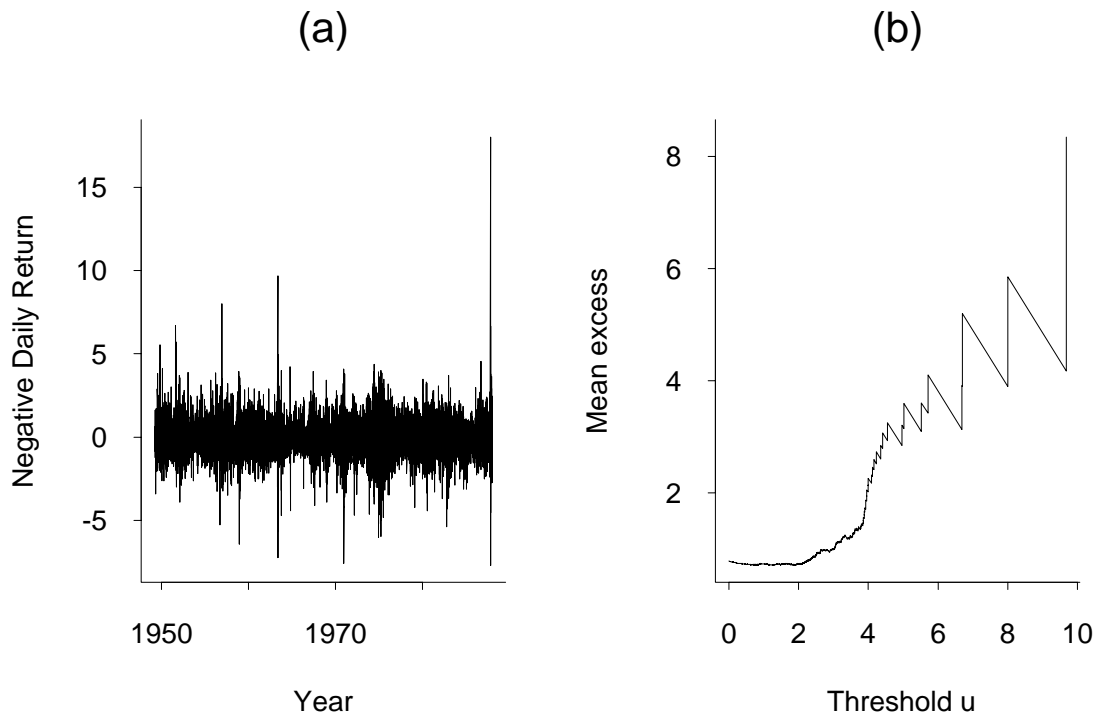 (a)
Negative Daily Return
15
10
5
0
-5
1950 1970
Year
(b)
Mean excess
8
6
4
2
0 2 4 6 8 10
Threshold u